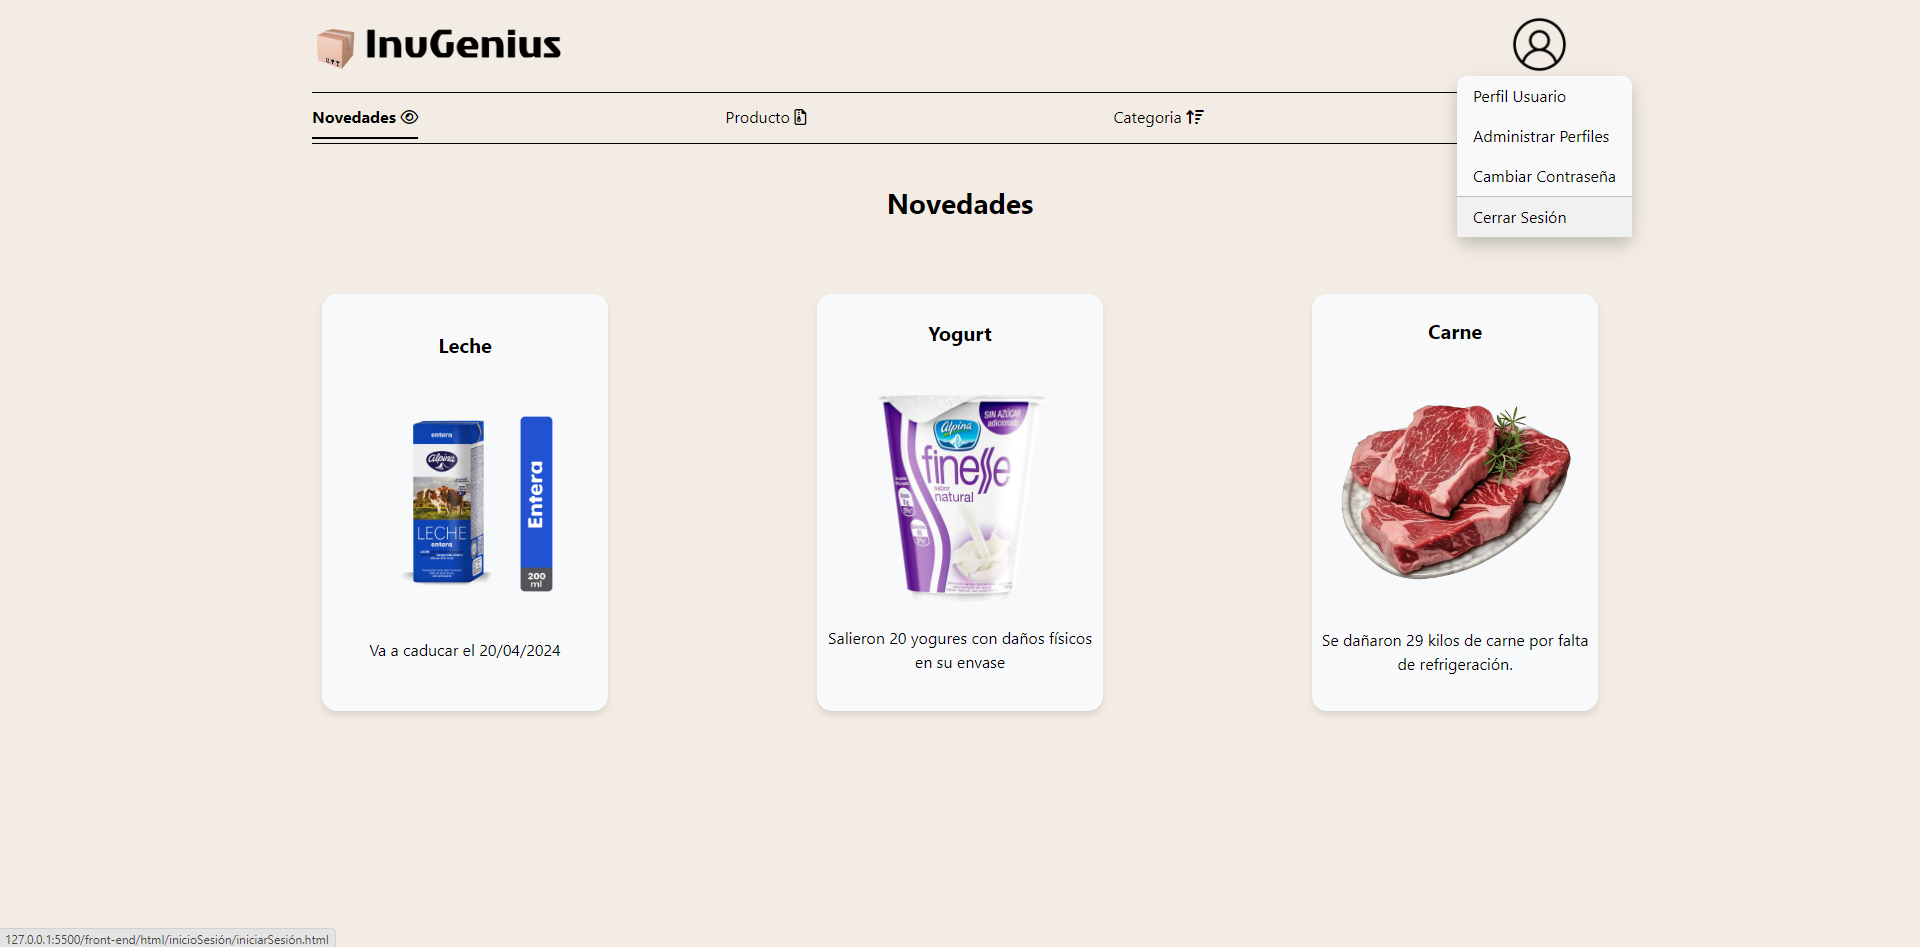 InvGenius
Perfil Usuario
Administrar Perfiles
Cambiar Contraseña
Cerrar Sesión
Novedades
Producto
Categoria
Novedades
Leche
entera
Alpina
LECHE
entera
Entera
200
ml
Va a caducar el 20/04/2024
Yogurt
SIN AZÚCAR
adicionado
Alpina
finesse
sabor
natural
Salieron 20 yogures con daños físicos
en su envase
Carne
Se dañaron 29 kilos de carne por falta
de refrigeración.
127.0.0.1:5500/front-end/html/inicioSesión/iniciarSesión.html